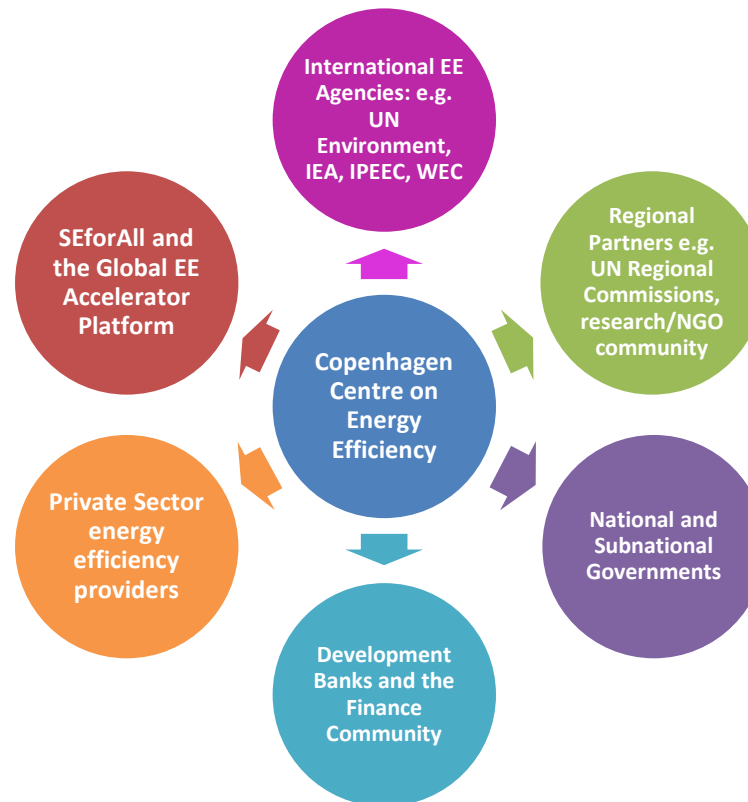 International EE
Agencies: e.g.
UN
Environment,
IEA, IPEEC, WEC
SEforAll and
the Global EE
Accelerator
Platform
Regional
Partners e.g.
UN Regional
Commissions,
research/NGO
community
Copenhagen
Centre on
Energy
Efficiency
Private Sector
energy
efficiency
providers
National and
Subnational
Governments
Development
Banks and the
Finance
Community